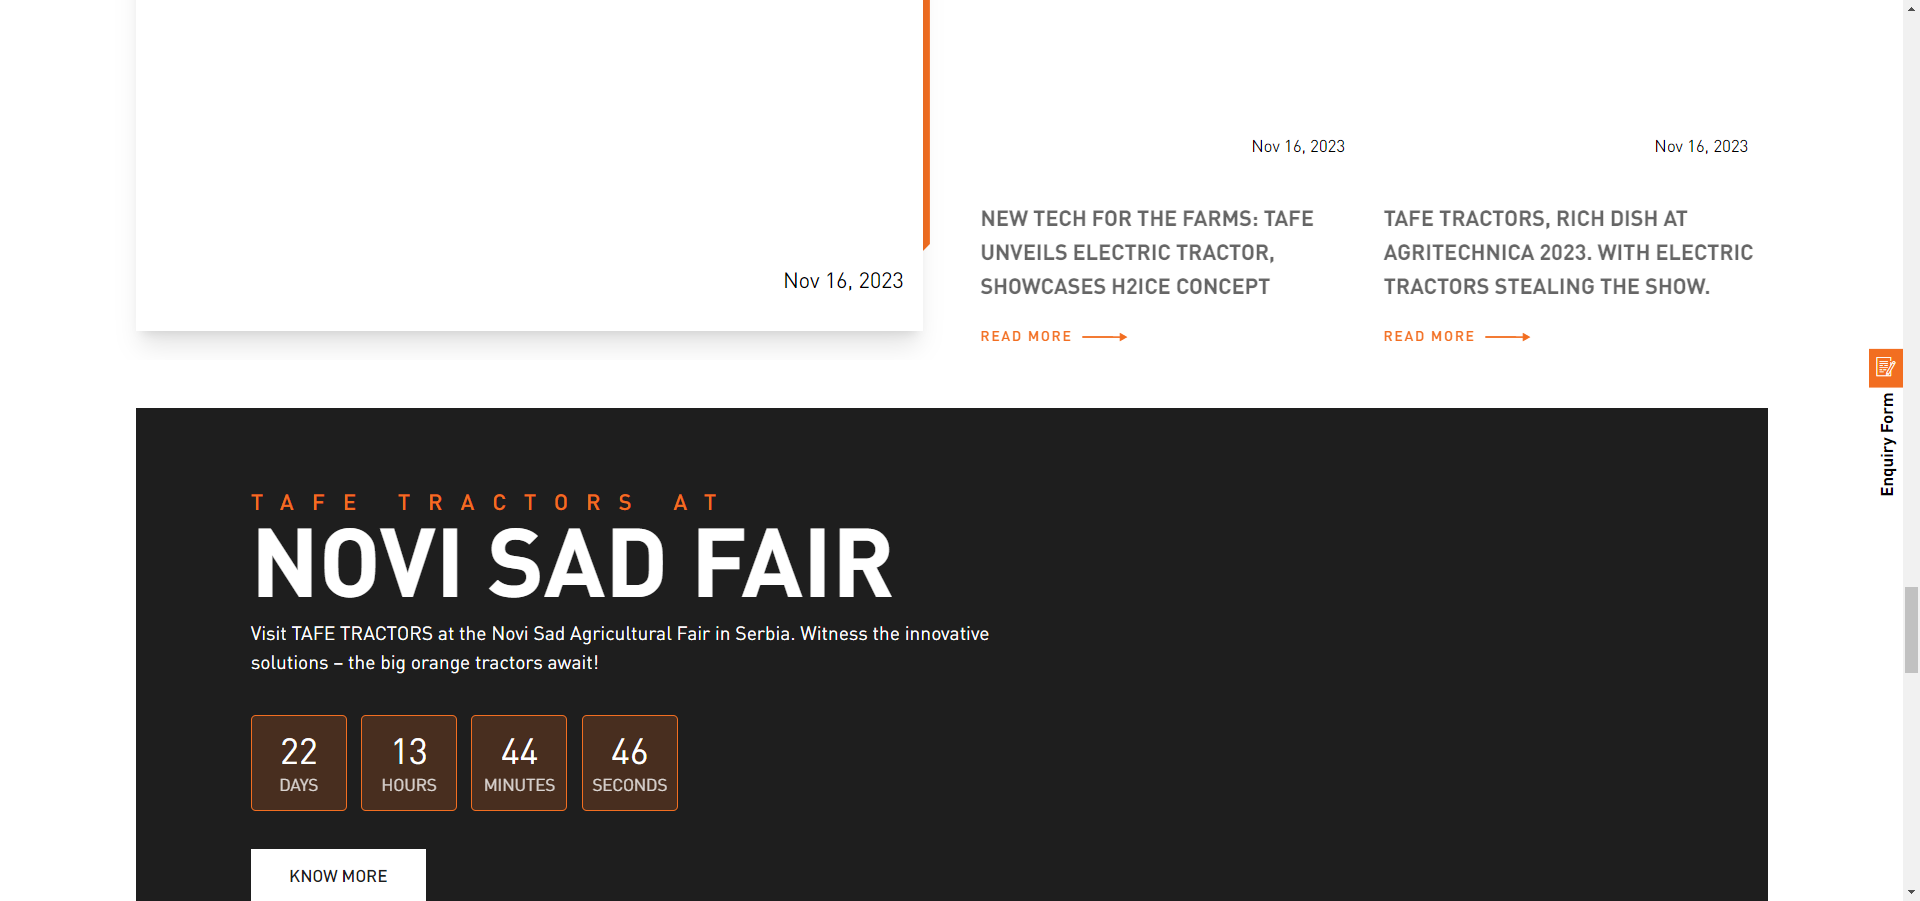 Nov 16, 2023
Nov 16, 2023
NEW TECH FOR THE FARMS: TAFE
UNVEILS ELECTRIC TRACTOR,
SHOWCASES H2ICE CONCEPT
READ MORE
Nov 16, 2023
TAFE TRACTORS, RICH DISH AT
AGRITECHNICA 2023. WITH ELECTRIC
TRACTORS STEALING THE SHOW.
READ MORE
Enquiry Form
TAFE TRACTORS AT
NOVI SAD FAIR
Visit TAFE TRACTORS at the Novi Sad Agricultural Fair in Serbia. Witness the innovative
solutions – the big orange tractors await!
22
DAYS
13
HOURS
44
MINUTES
46
SECONDS
KNOW MORE